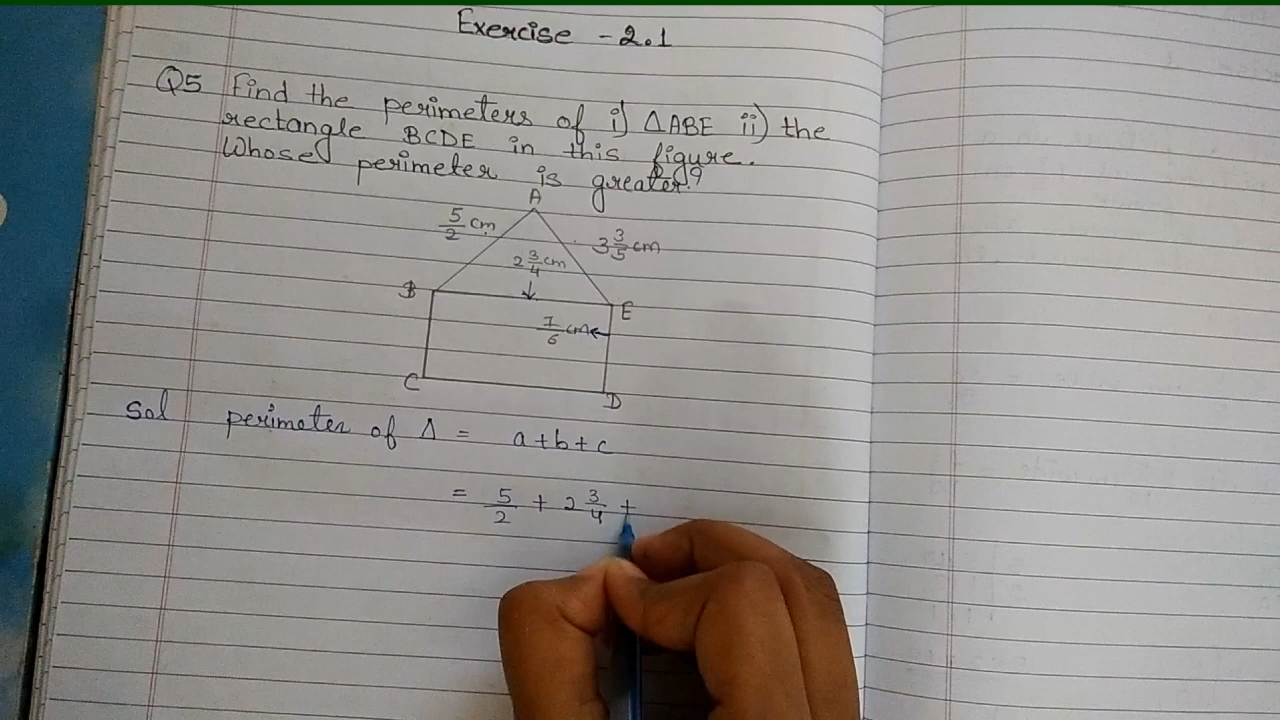 Exercise - 2.1
Q5 Find the perimeters of i) △ABE ii) the
rectangle BCDE in this figure.
Whose perimeter is greater?
A
5/2 cm
3 3/5 cm
2 3/4 cm
B
E
7/6 cm
C
D
Sol perimeter of △ = a+b+c
= 5/2 + 2 3/4 +